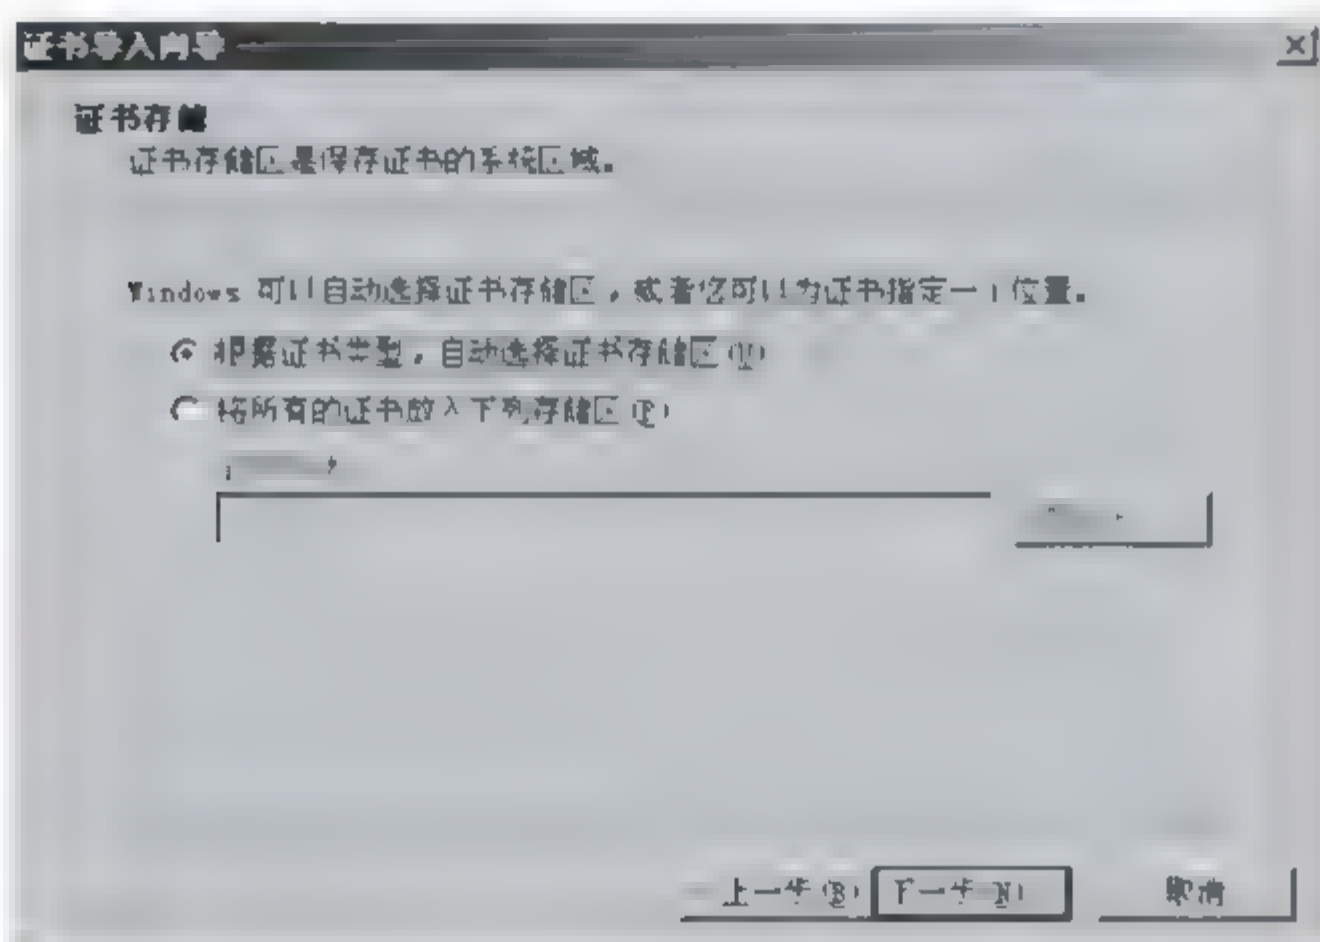 证书导入向导
证书存储
证书存储区是保存证书的系统区域。
Windows 可以自动选择证书存储区，或者您可以为证书指定一个位置。
根据证书类型，自动选择证书存储区(U)
将所有的证书放入下列存储区(P)
上一步(B) 下一步(N) 取消